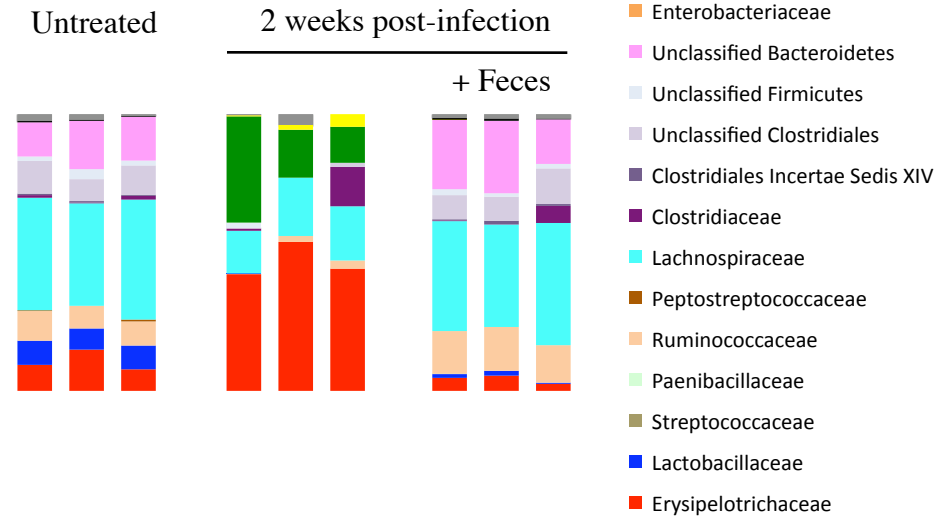 Untreated
2 weeks post-infection
+ Feces
Enterobacteriaceae
Unclassified Bacteroidetes
Unclassified Firmicutes
Unclassified Clostridiales
Clostridiales Incertae Sedis XIV
Clostridiaceae
Lachnospiraceae
Peptostreptococcaceae
Ruminococcaceae
Paenibacillaceae
Streptococcaceae
Lactobacillaceae
Erysipelotrichaceae